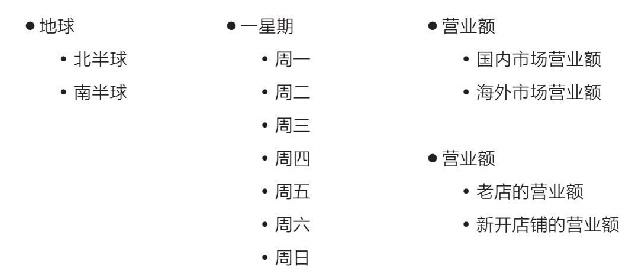 ● 地球
• 北半球
• 南半球
● 一星期
• 周一
• 周二
• 周三
• 周四
• 周五
• 周六
• 周日
● 营业额
• 国内市场营业额
• 海外市场营业额
● 营业额
• 老店的营业额
• 新开店铺的营业额